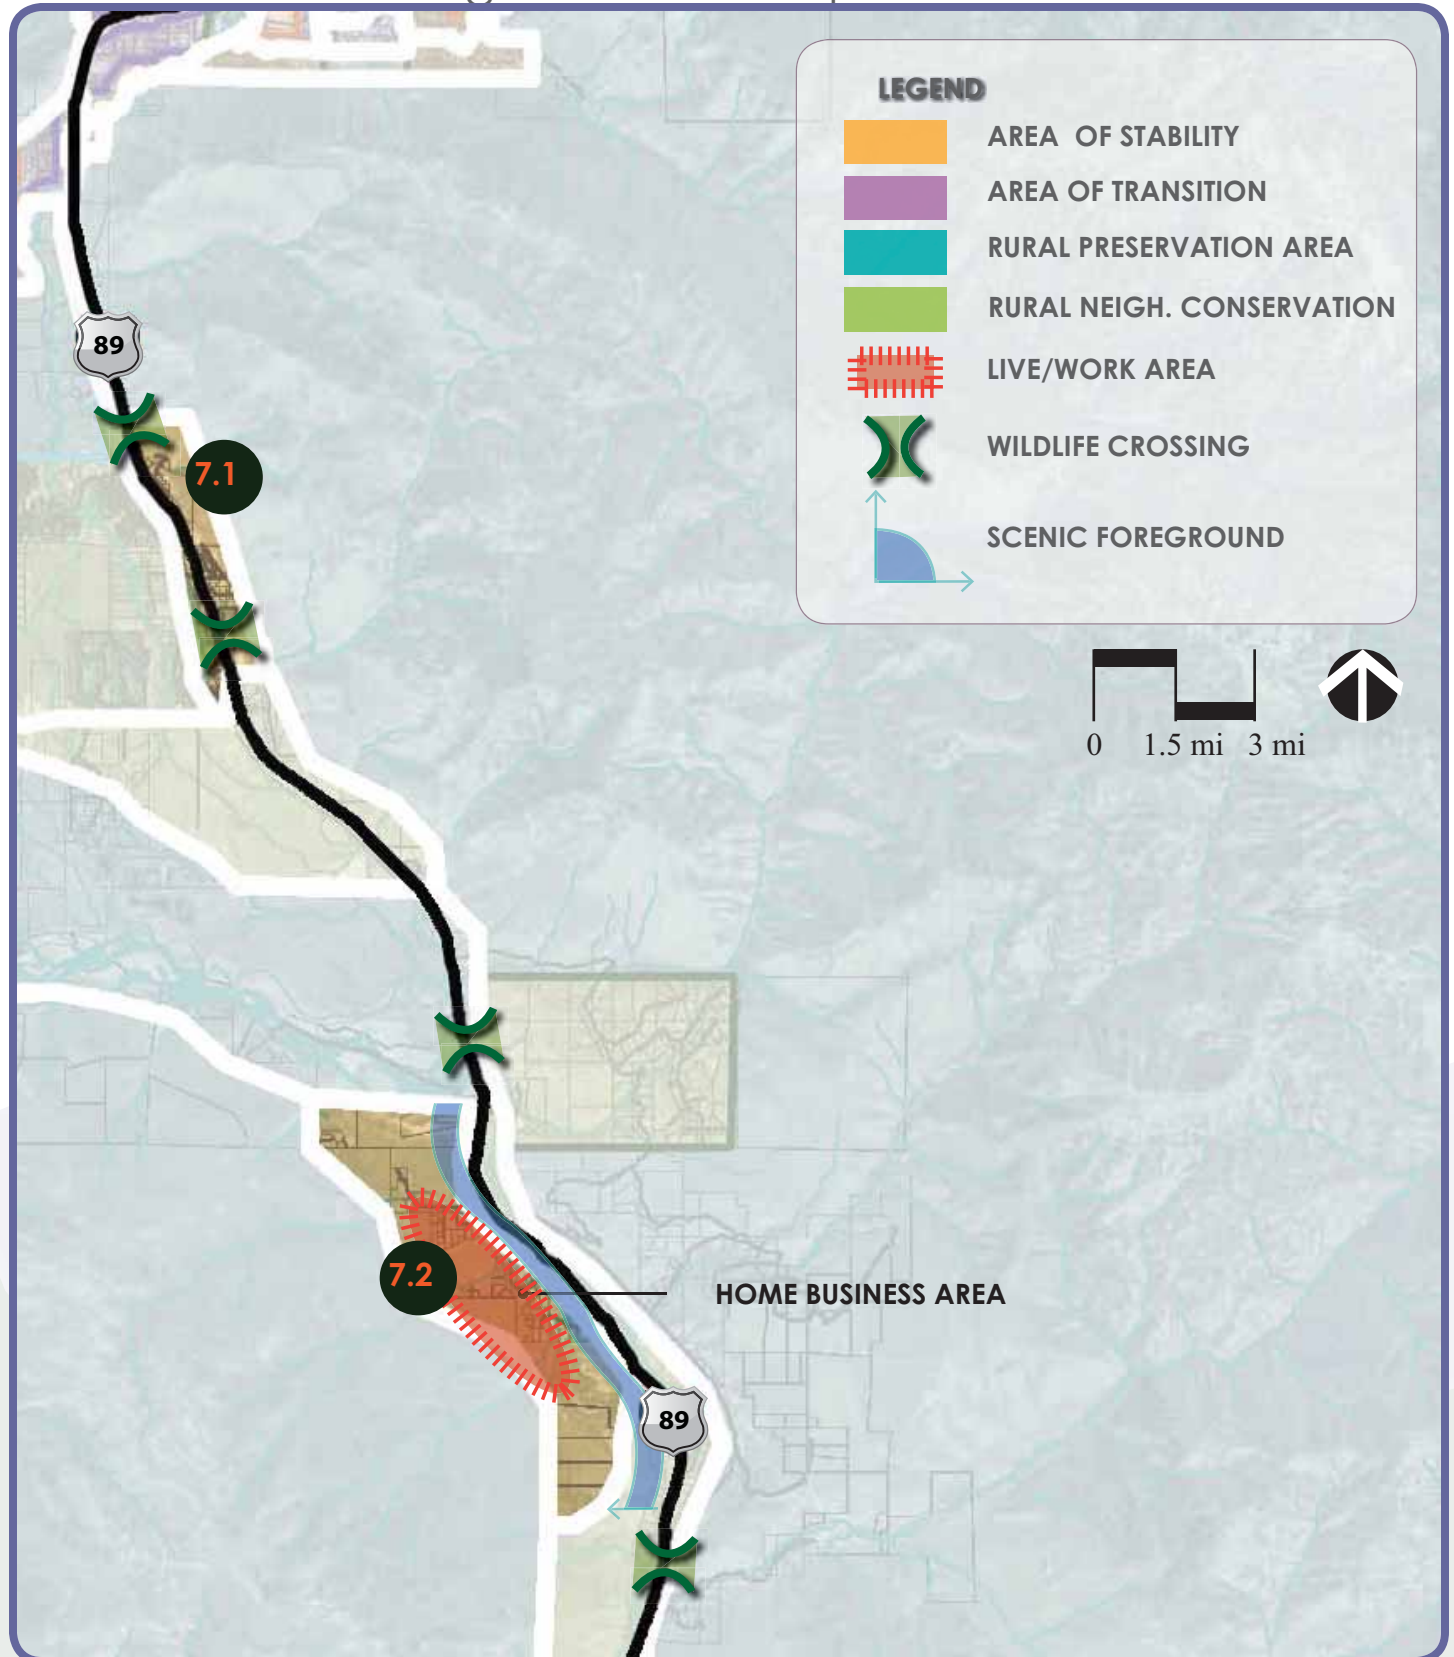 LEGEND
AREA OF STABILITY
AREA OF TRANSITION
RURAL PRESERVATION AREA
RURAL NEIGH. CONSERVATION
LIVE/WORK AREA
WILDLIFE CROSSING
SCENIC FOREGROUND
0 1.5 mi 3 mi
89
7.1
7.2
HOME BUSINESS AREA
89